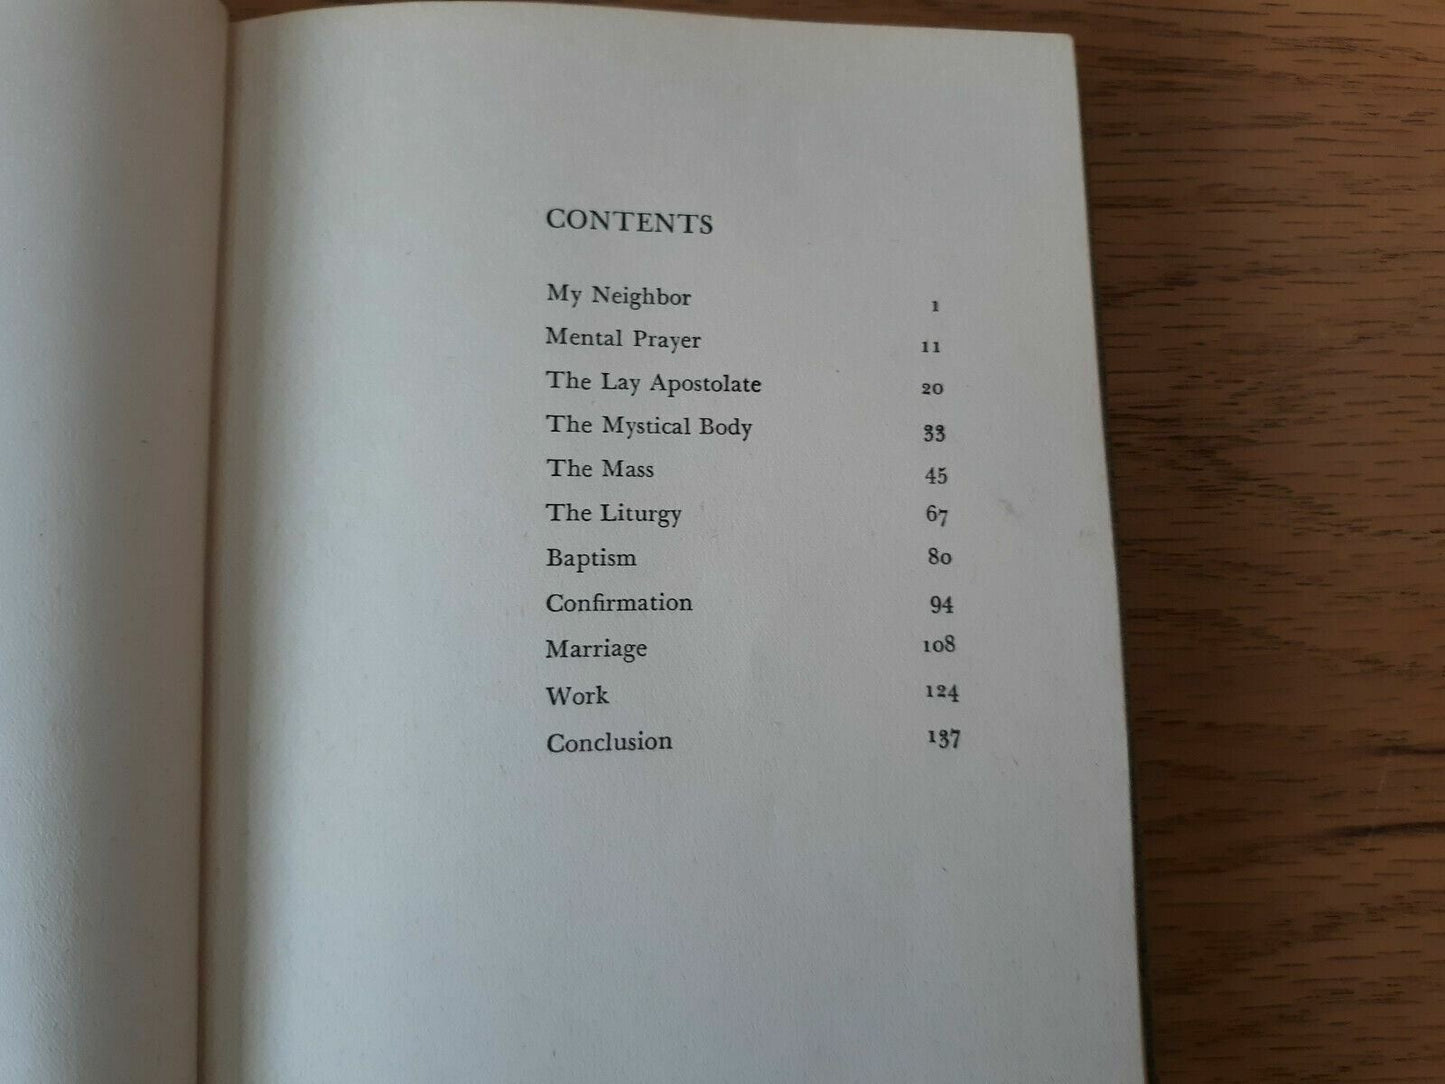 CONTENTS
My Neighbor 1
Mental Prayer 11
The Lay Apostolate 20
The Mystical Body 33
The Mass 45
The Liturgy 67
Baptism 80
Confirmation 94
Marriage 108
Work 124
Conclusion 137